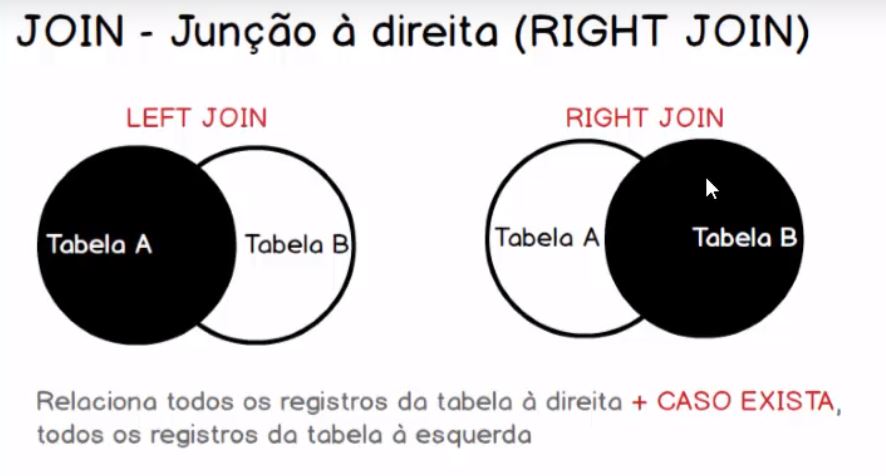 JOIN - Junção à direita (RIGHT JOIN)
LEFT JOIN
RIGHT JOIN
Tabela A
Tabela B
Tabela A
Tabela B
Relaciona todos os registros da tabela à direita + CASO EXISTA,
todos os registros da tabela à esquerda